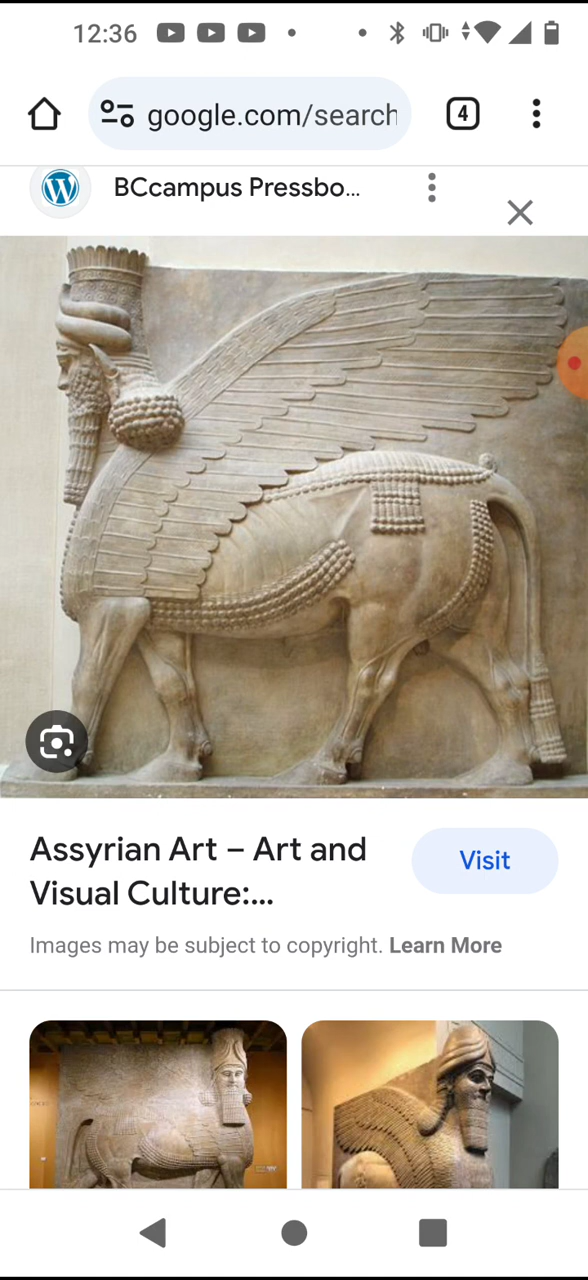 12:36
google.com/search
4
BCcampus Pressbo...
Assyrian Art – Art and
Visual Culture:...
Visit
Images may be subject to copyright. Learn More